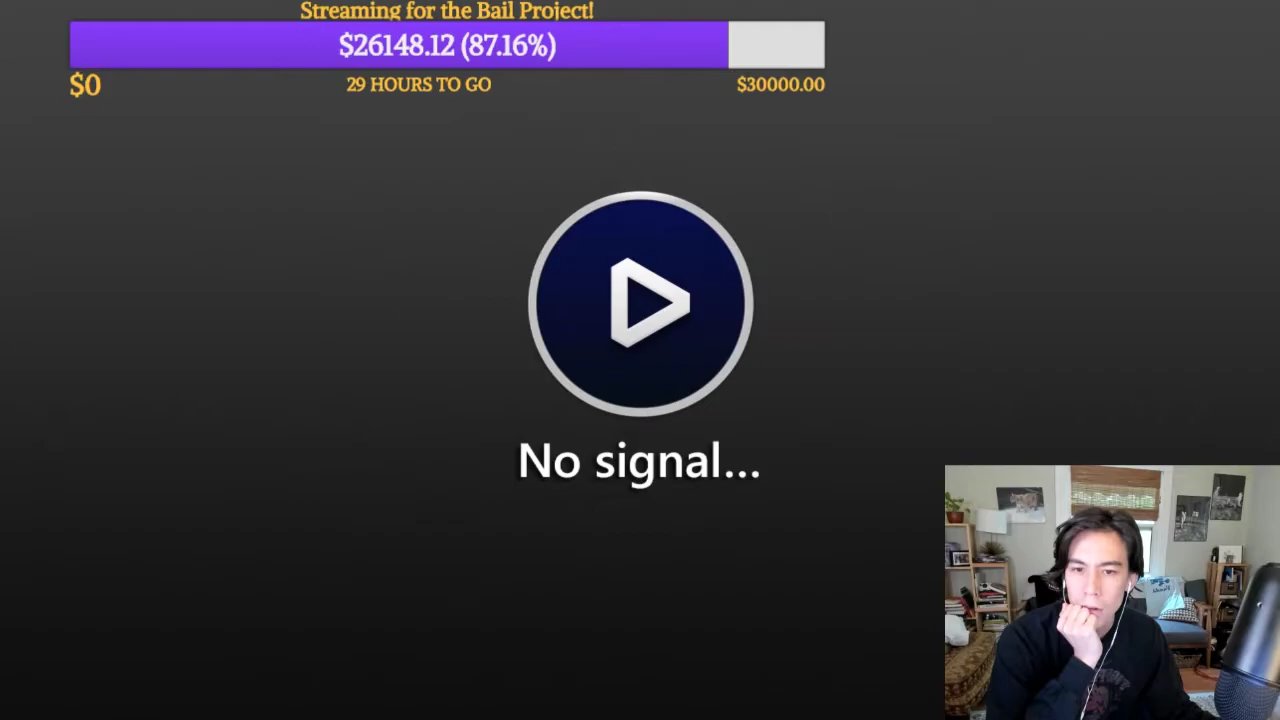 Streaming for the Bail Project!
$26148.12 (87.16%)
$0
29 HOURS TO GO
$30000.00
No signal...